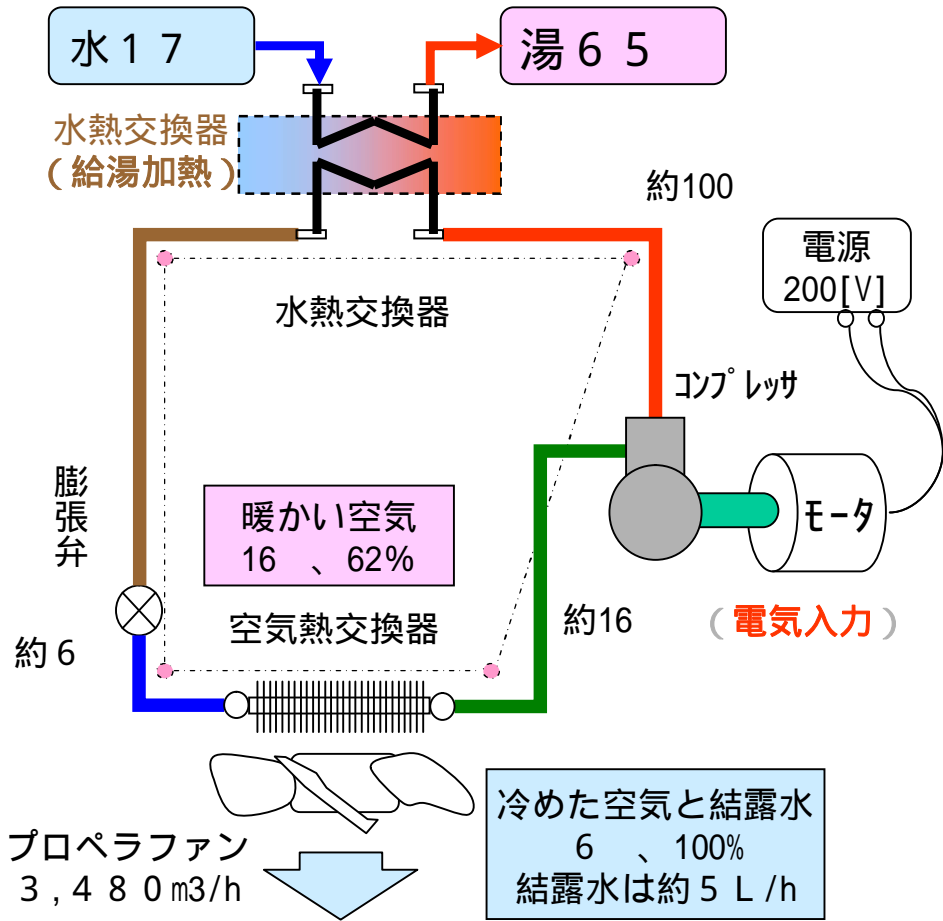 水１７
湯６５
水熱交換器
（給湯加熱）
約100
電源
200[V]
水熱交換器
ｺﾝﾌﾟﾚｯｻ
膨張弁
暖かい空気
16　、62%
ﾓｰﾀ
空気熱交換器
約16
（電気入力）
約６
冷めた空気と結露水
6　、100%
結露水は約５L/h
プロペラファン
３,４８０m3/h